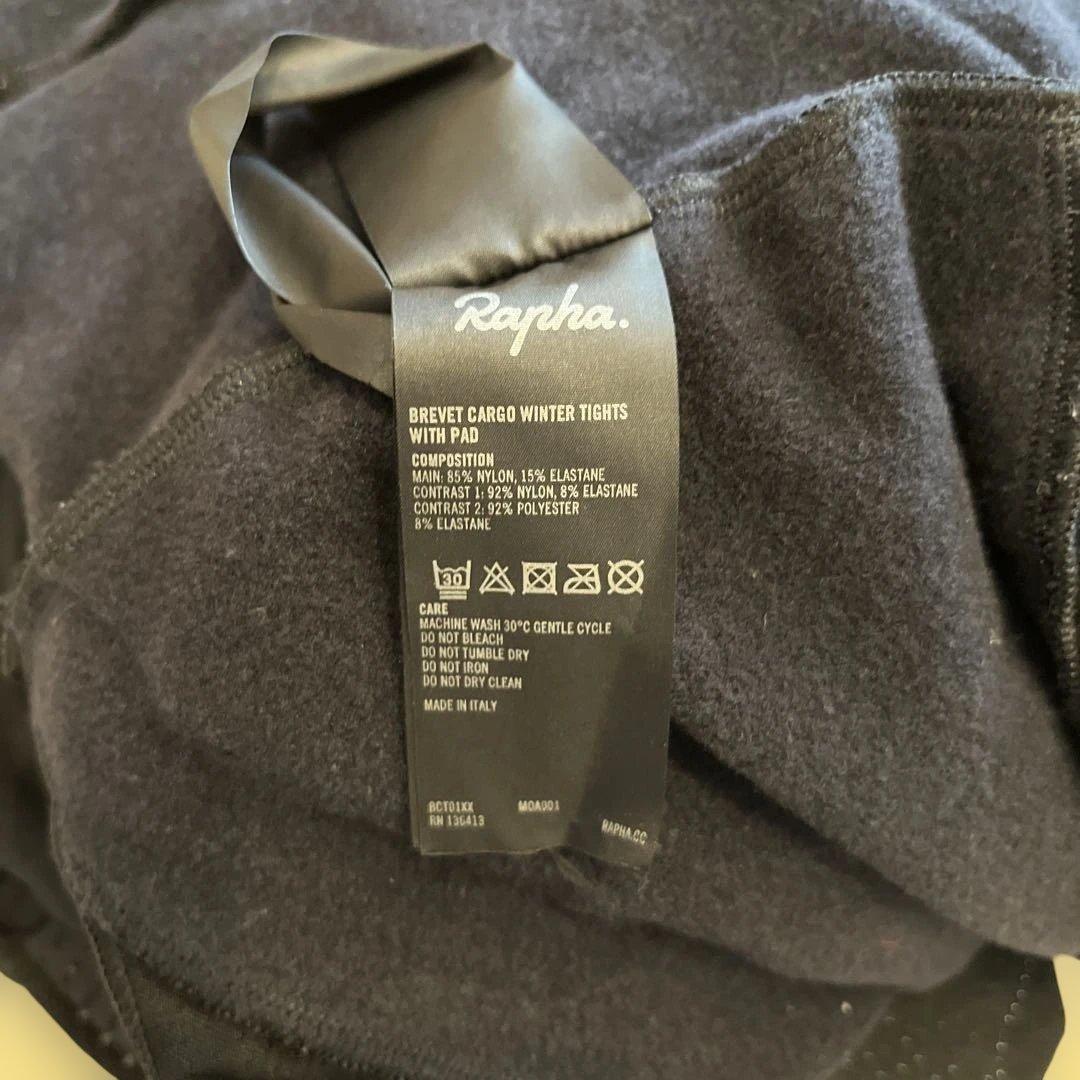 Rapha.
BREVET CARGO WINTER TIGHTS
WITH PAD
COMPOSITION
MAIN: 85% NYLON, 15% ELASTANE
CONTRAST 1: 92% NYLON, 8% ELASTANE
CONTRAST 2: 92% POLYESTER
8% ELASTANE
30
CARE
MACHINE WASH 30°C GENTLE CYCLE
DO NOT BLEACH
DO NOT TUMBLE DRY
DO NOT IRON
DO NOT DRY CLEAN
MADE IN ITALY
BCT01XX MOA001
RN 136413
RAPHA.CC